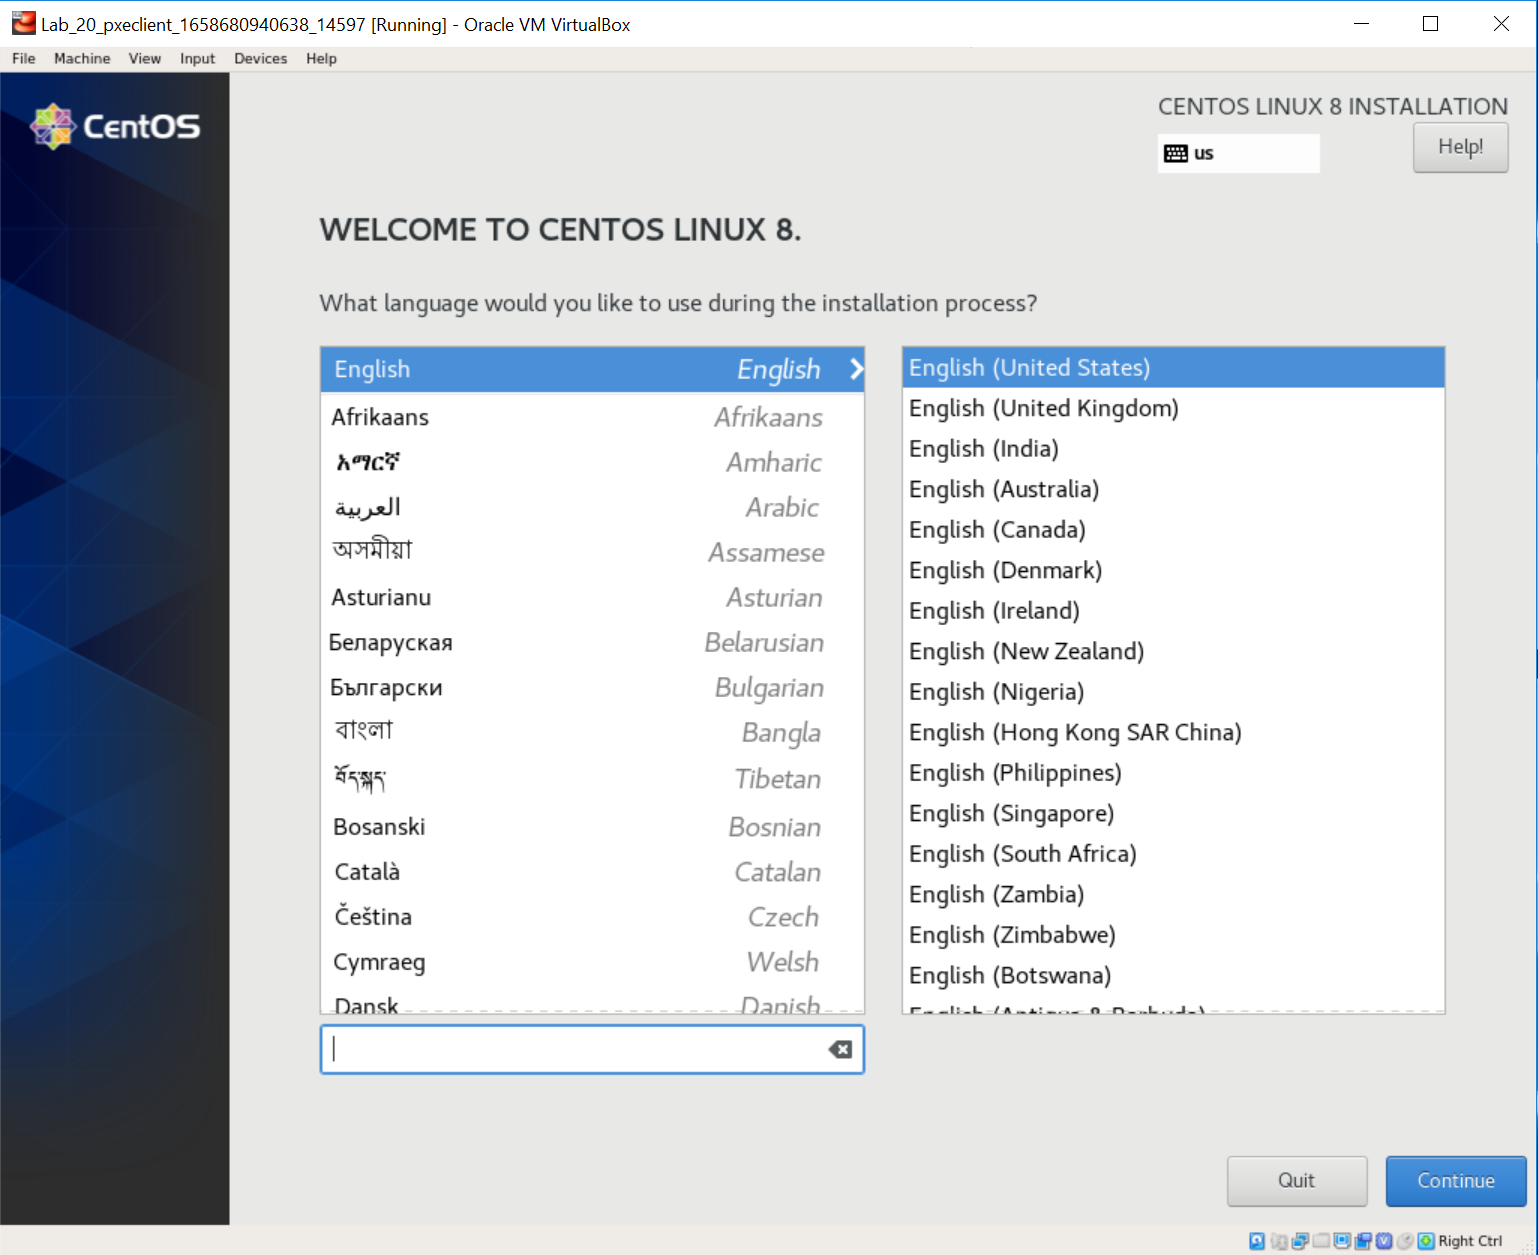 Lab_20_pxeclient_1658680940638_14597 [Running] - Oracle VM VirtualBox
File Machine View Input Devices Help
CentOS
CENTOS LINUX 8 INSTALLATION
us
Help!
WELCOME TO CENTOS LINUX 8.
What language would you like to use during the installation process?
English English
Afrikaans Afrikaans
አማርኛ Amharic
العربية Arabic
অসমীয়া Assamese
Asturianu Asturian
Беларуская Belarusian
Български Bulgarian
বাংলা Bangla
བོད་སྐད་ Tibetan
Bosanski Bosnian
Català Catalan
Čeština Czech
Cymraeg Welsh
Dansk Danish
English (United States)
English (United Kingdom)
English (India)
English (Australia)
English (Canada)
English (Denmark)
English (Ireland)
English (New Zealand)
English (Nigeria)
English (Hong Kong SAR China)
English (Philippines)
English (Singapore)
English (South Africa)
English (Zambia)
English (Zimbabwe)
English (Botswana)
English (Antigua & Barbuda)
Quit
Continue
Right Ctrl